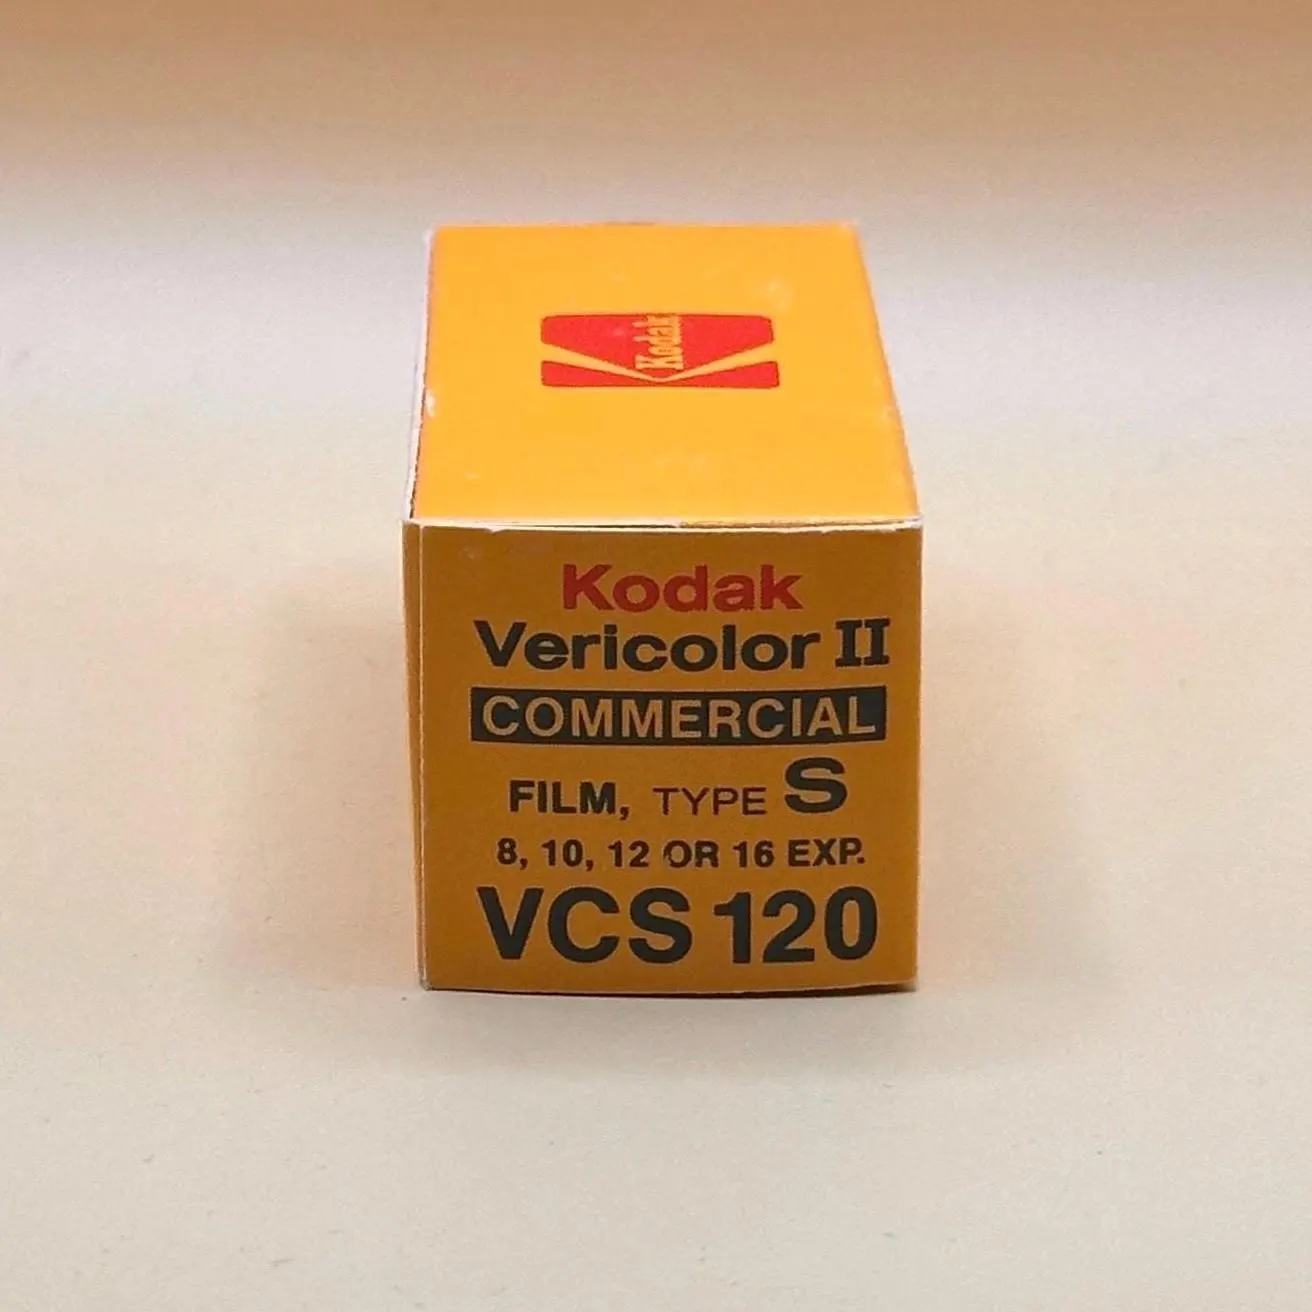 Kodak
Kodak
Vericolor II
COMMERCIAL
FILM, TYPE S
8, 10, 12 OR 16 EXP.
VCS 120